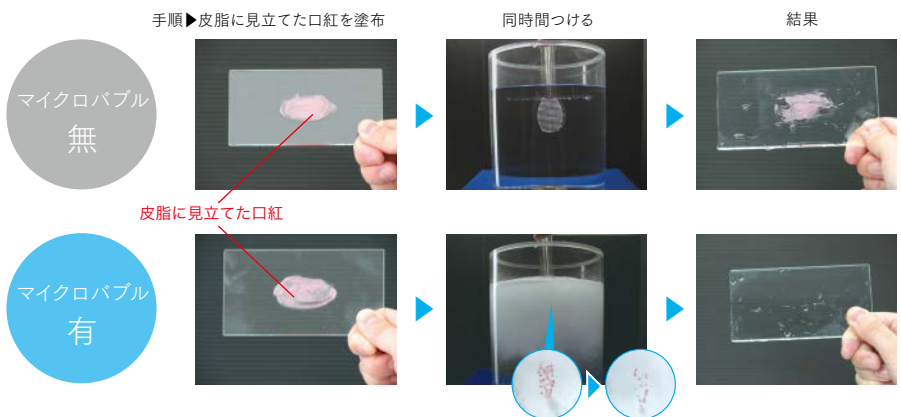 手順▶皮脂に見立てた口紅を塗布
同時間つける
結果
マイクロバブル
無
皮脂に見立てた口紅
マイクロバブル
有